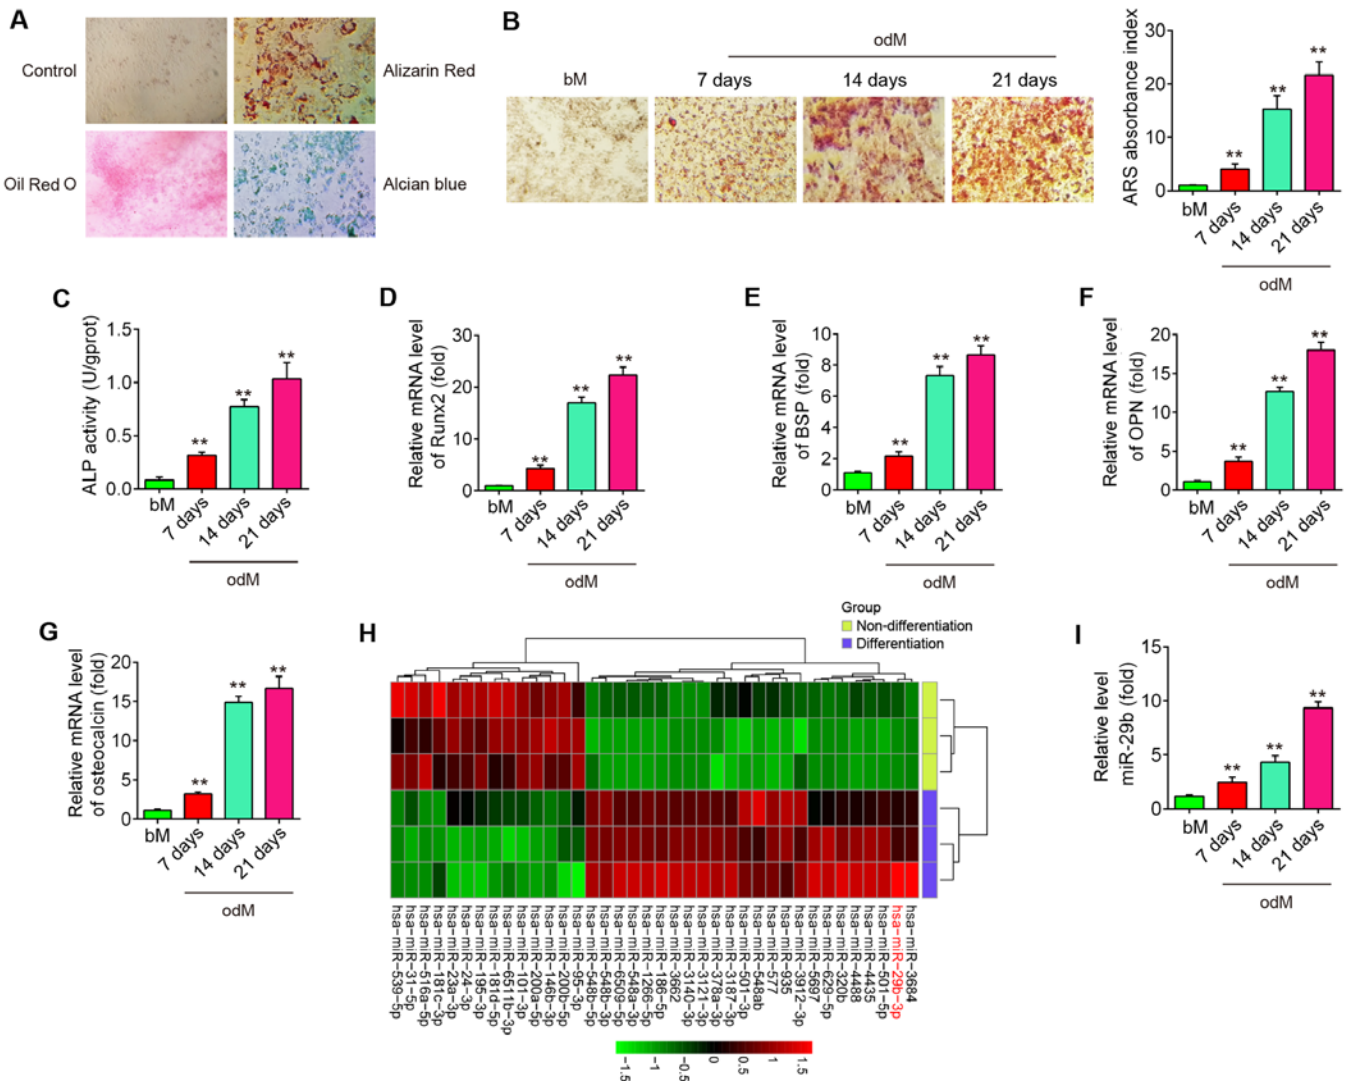 A
Control
Alizarin Red
Oil Red O
Alcian blue
B
odM
bM
7 days
14 days
21 days
ARS absorbance index
30
20
10
0
**
**
**
bM
7 days
14 days
21 days
odM
C
ALP activity (U/gprot)
1.5
1.0
0.5
0.0
**
**
**
bM
7 days
14 days
21 days
odM
D
Relative mRNA level
of Runx2 (fold)
30
20
10
0
**
**
**
bM
7 days
14 days
21 days
odM
E
Relative mRNA level
of BSP (fold)
10
8
6
4
2
0
**
**
**
bM
7 days
14 days
21 days
odM
F
Relative mRNA level
of OPN (fold)
20
15
10
5
0
**
**
**
bM
7 days
14 days
21 days
odM
G
Relative mRNA level
of osteocalcin (fold)
20
15
10
5
0
**
**
**
bM
7 days
14 days
21 days
odM
H
Group
Non-differentiation
Differentiation
hsa-miR-539-5p
hsa-miR-31-5p
hsa-miR-516a-5p
hsa-miR-181c-3p
hsa-miR-23a-3p
hsa-miR-24-3p
hsa-miR-195-3p
hsa-miR-181d-5p
hsa-miR-6511b-3p
hsa-miR-101-3p
hsa-miR-200a-5p
hsa-miR-146b-3p
hsa-miR-200b-5p
hsa-miR-95-3p
hsa-miR-548b-5p
hsa-miR-548b-3p
hsa-miR-6509-5p
hsa-miR-548a-3p
hsa-miR-1266-5p
hsa-miR-186-5p
hsa-miR-3662
hsa-miR-3140-3p
hsa-miR-3121-3p
hsa-miR-378a-3p
hsa-miR-3187-3p
hsa-miR-501-3p
hsa-miR-548ab
hsa-miR-577
hsa-miR-935
hsa-miR-3912-3p
hsa-miR-5697
hsa-miR-629-5p
hsa-miR-320b
hsa-miR-4488
hsa-miR-4435
hsa-miR-501-5p
hsa-miR-29b-3p
hsa-miR-3684
-1.5
-1
-0.5
0
0.5
1
1.5
I
Relative level
miR-29b (fold)
15
10
5
0
**
**
**
bM
7 days
14 days
21 days
odM